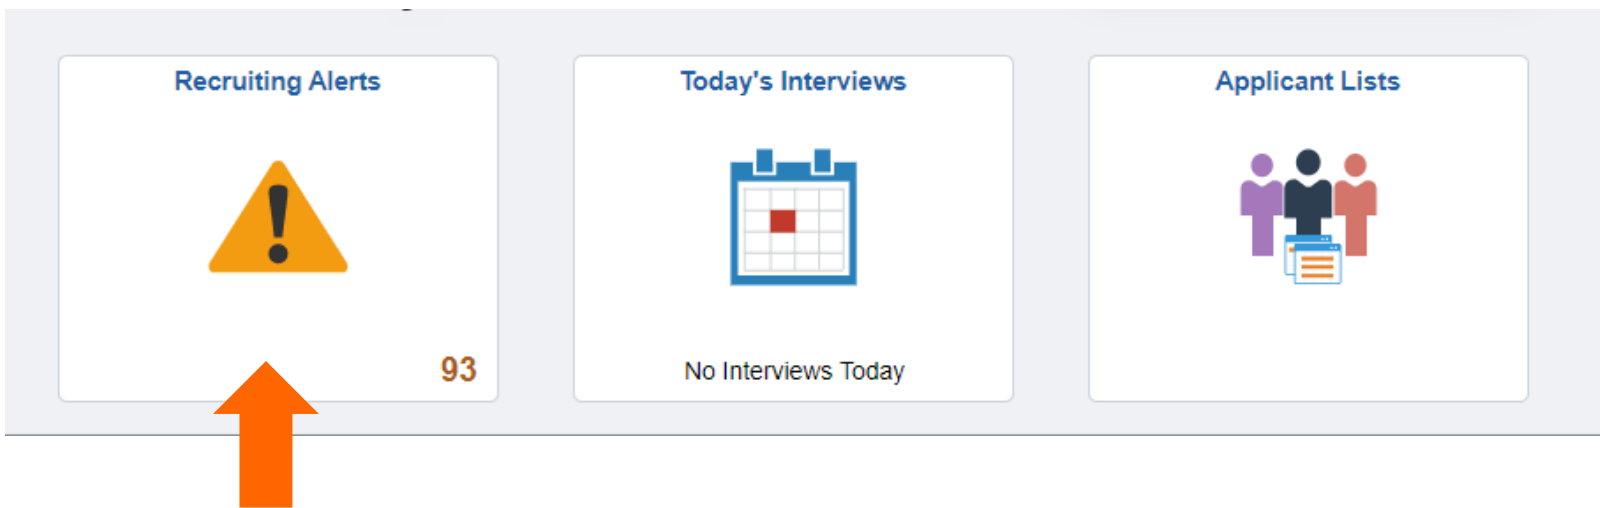 Recruiting Alerts
93
Today's Interviews
No Interviews Today
Applicant Lists